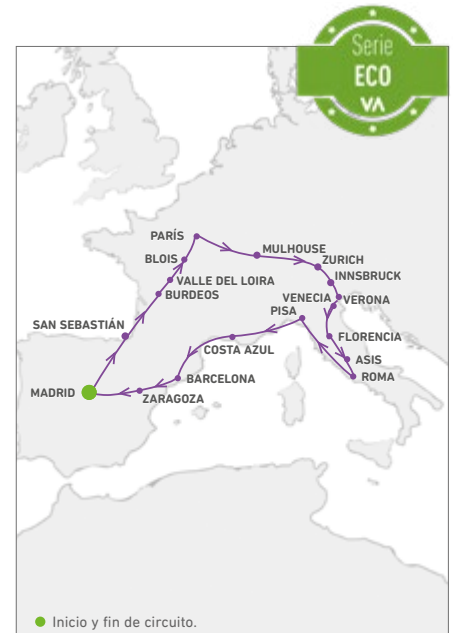 Serie
ECO
VA
PARÍS
MULHOUSE
BLOIS
ZURICH
VALLE DEL LOIRA
INNSBRUCK
BURDEOS
VENECIA
VERONA
PISA
SAN SEBASTIÁN
FLORENCIA
COSTA AZUL
ASIS
BARCELONA
ROMA
MADRID
ZARAGOZA
Inicio y fin de circuito.